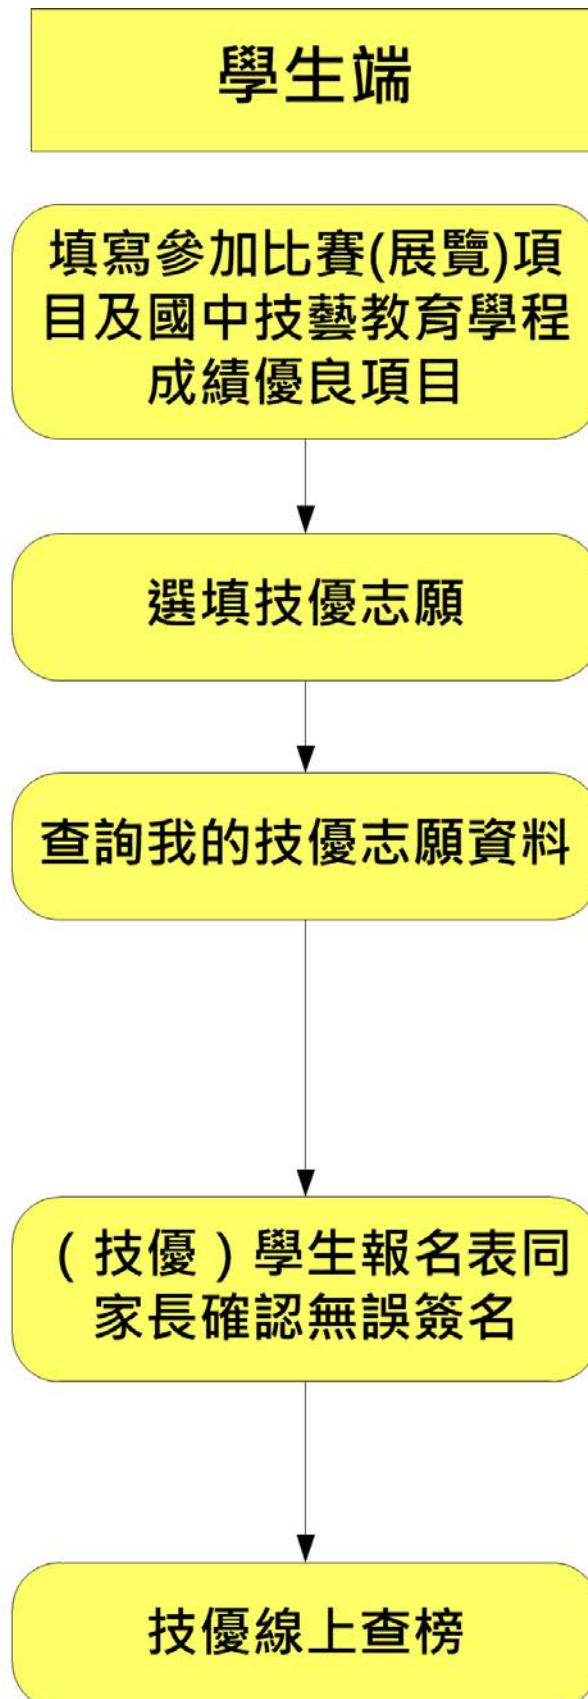 學生端
填寫參加比賽(展覽)項
目及國中技藝教育學程
成績優良項目
選填技優志願
查詢我的技優志願資料
（技優）學生報名表同
家長確認無誤簽名
技優線上查榜